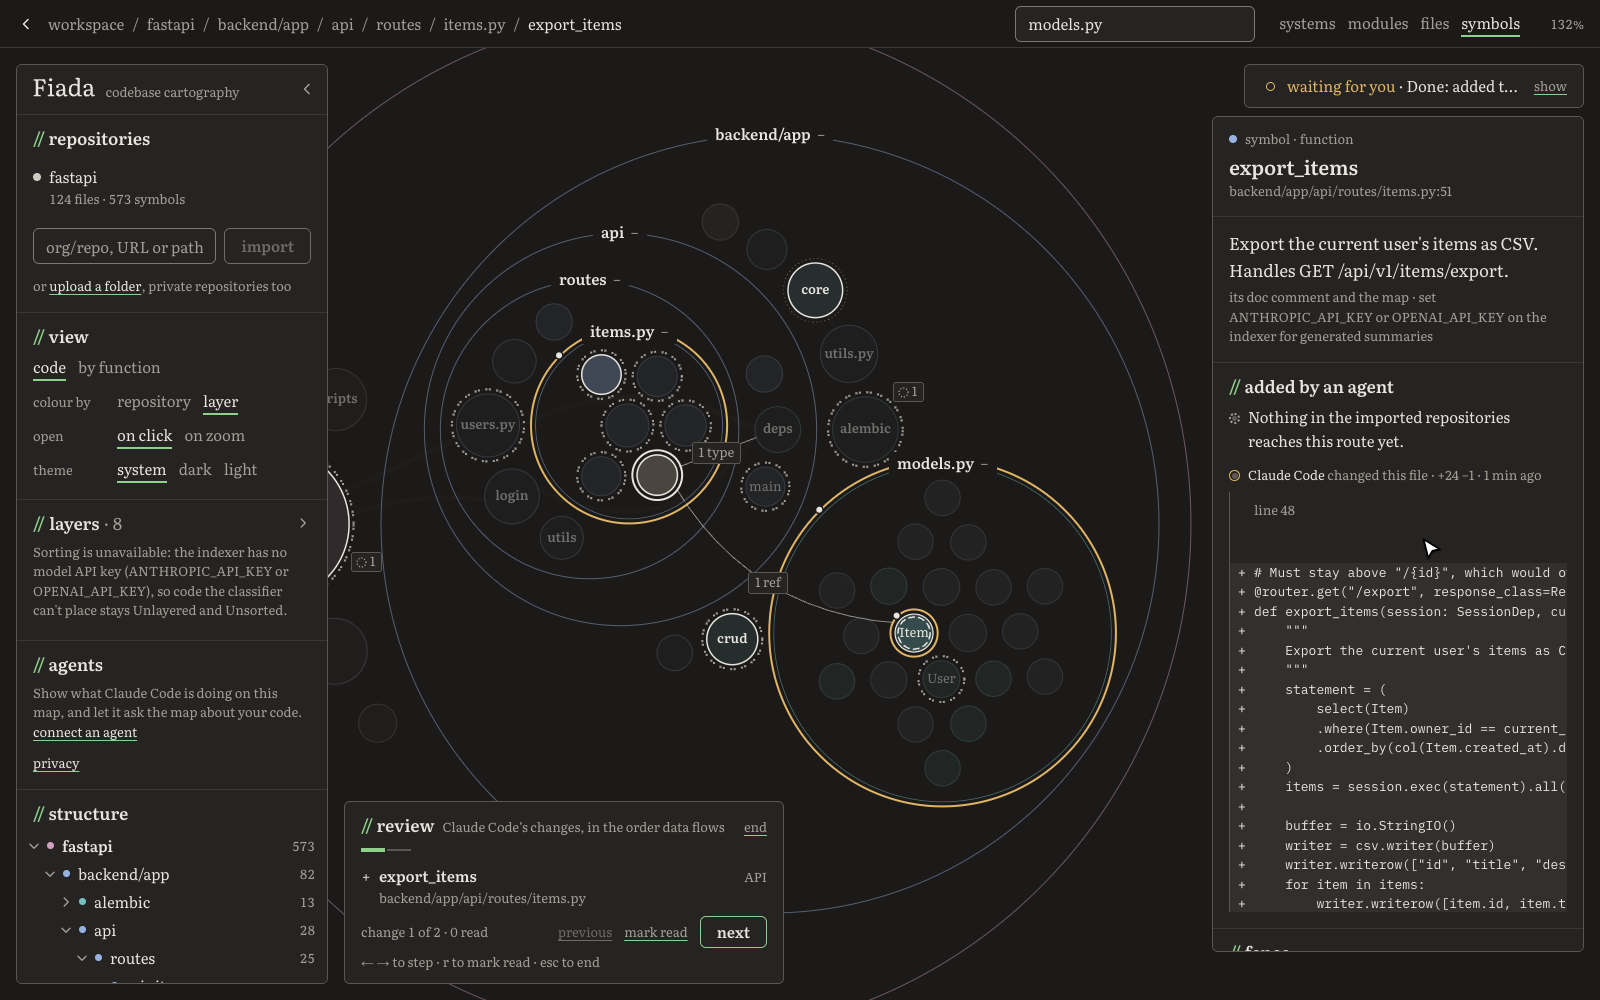 workspace / fastapi / backend/app / api / routes / items.py / export_items
models.py
systems modules files symbols 132%
Fiada codebase cartography
// repositories
fastapi
124 files · 573 symbols
org/repo, URL or path
import
or upload a folder, private repositories too
// view
code by function
colour by repository layer
open on click on zoom
theme system dark light
// layers · 8
Sorting is unavailable: the indexer has no
model API key (ANTHROPIC_API_KEY or
OPENAI_API_KEY), so code the classifier
can't place stays Unlayered and Unsorted.
// agents
Show what Claude Code is doing on this
map, and let it ask the map about your code.
connect an agent
privacy
// structure
fastapi 573
backend/app 82
alembic 13
api 28
routes 25
backend/app –
api –
routes –
items.py –
core
utils.py
ripts
1
users.py
deps
alembic
1 type
models.py –
login
main
utils
1
1 ref
crud
Item
User
// review Claude Code's changes, in the order data flows end
+ export_items API
backend/app/api/routes/items.py
change 1 of 2 · 0 read previous mark read next
←→ to step · r to mark read · esc to end
waiting for you · Done: added t… show
symbol · function
export_items
backend/app/api/routes/items.py:51
Export the current user's items as CSV.
Handles GET /api/v1/items/export.
its doc comment and the map · set
ANTHROPIC_API_KEY or OPENAI_API_KEY on the
indexer for generated summaries
// added by an agent
Nothing in the imported repositories
reaches this route yet.
Claude Code changed this file · +24 −1 · 1 min ago
line 48
+ # Must stay above "/{id}", which would o
+ @router.get("/export", response_class=Re
+ def export_items(session: SessionDep, cu
+ """
+ Export the current user's items as C
+ """
+ statement = (
+ select(Item)
+ .where(Item.owner_id == current_
+ .order_by(col(Item.created_at).d
+ )
+ items = session.exec(statement).all(
+
+ buffer = io.StringIO()
+ writer = csv.writer(buffer)
+ writer.writerow(["id", "title", "des
+ for item in items:
+ writer.writerow([item.id, item.t